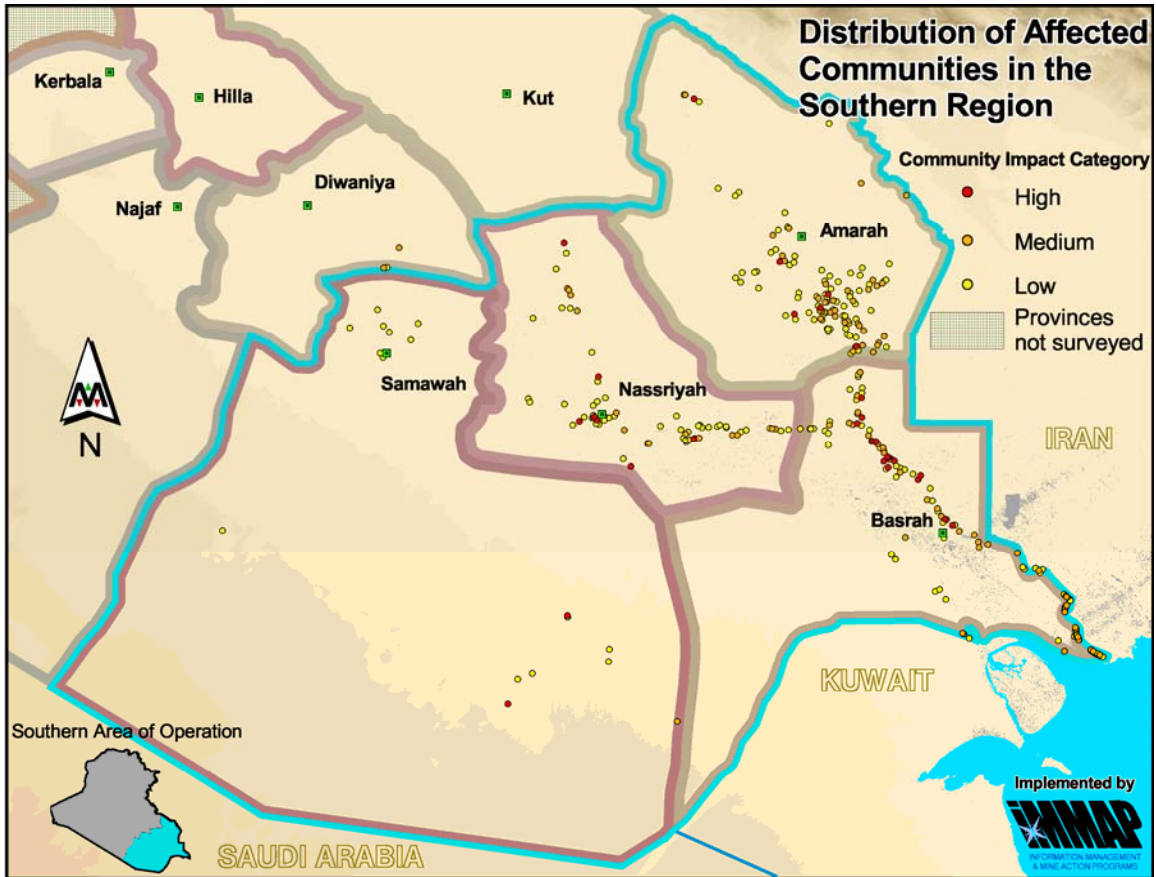 Distribution of Affected
Communities in the
Southern Region
Community Impact Category
High
Medium
Low
Provinces
not surveyed
Kerbala
Hilla
Kut
Najaf
Diwaniya
Amarah
Samawah
Nassriyah
Basrah
N
IRAN
KUWAIT
SAUDI ARABIA
Southern Area of Operation
Implemented by
iMMAP
INFORMATION MANAGEMENT
& MINE ACTION PROGRAMS